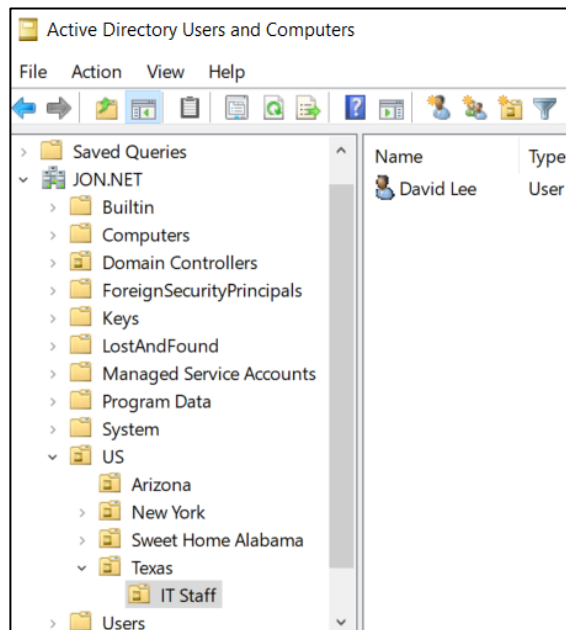 Active Directory Users and Computers
File Action View Help
Saved Queries
JON.NET
Builtin
Computers
Domain Controllers
ForeignSecurityPrincipals
Keys
LostAndFound
Managed Service Accounts
Program Data
System
US
Arizona
New York
Sweet Home Alabama
Texas
IT Staff
Users
Name Type
David Lee User